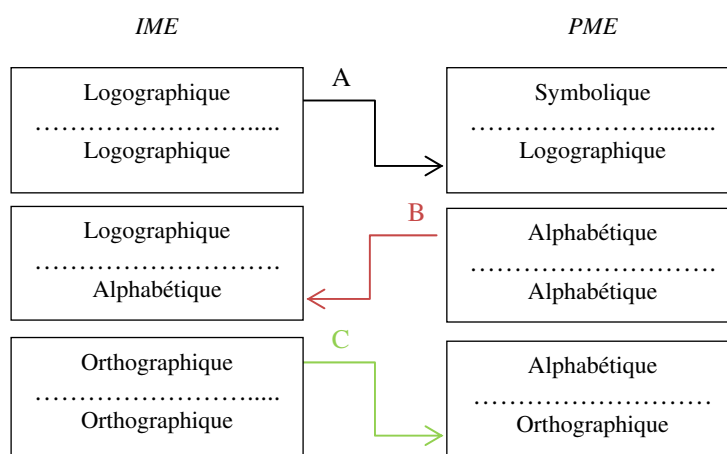 IME
PME
Logographique
……………………….....
Logographique
A
Symbolique
…………………….........
Logographique
Logographique
………………………….
Alphabétique
B
Alphabétique
………………………….
Alphabétique
Orthographique
……………………….....
Orthographique
C
Alphabétique
…………………………
Orthographique